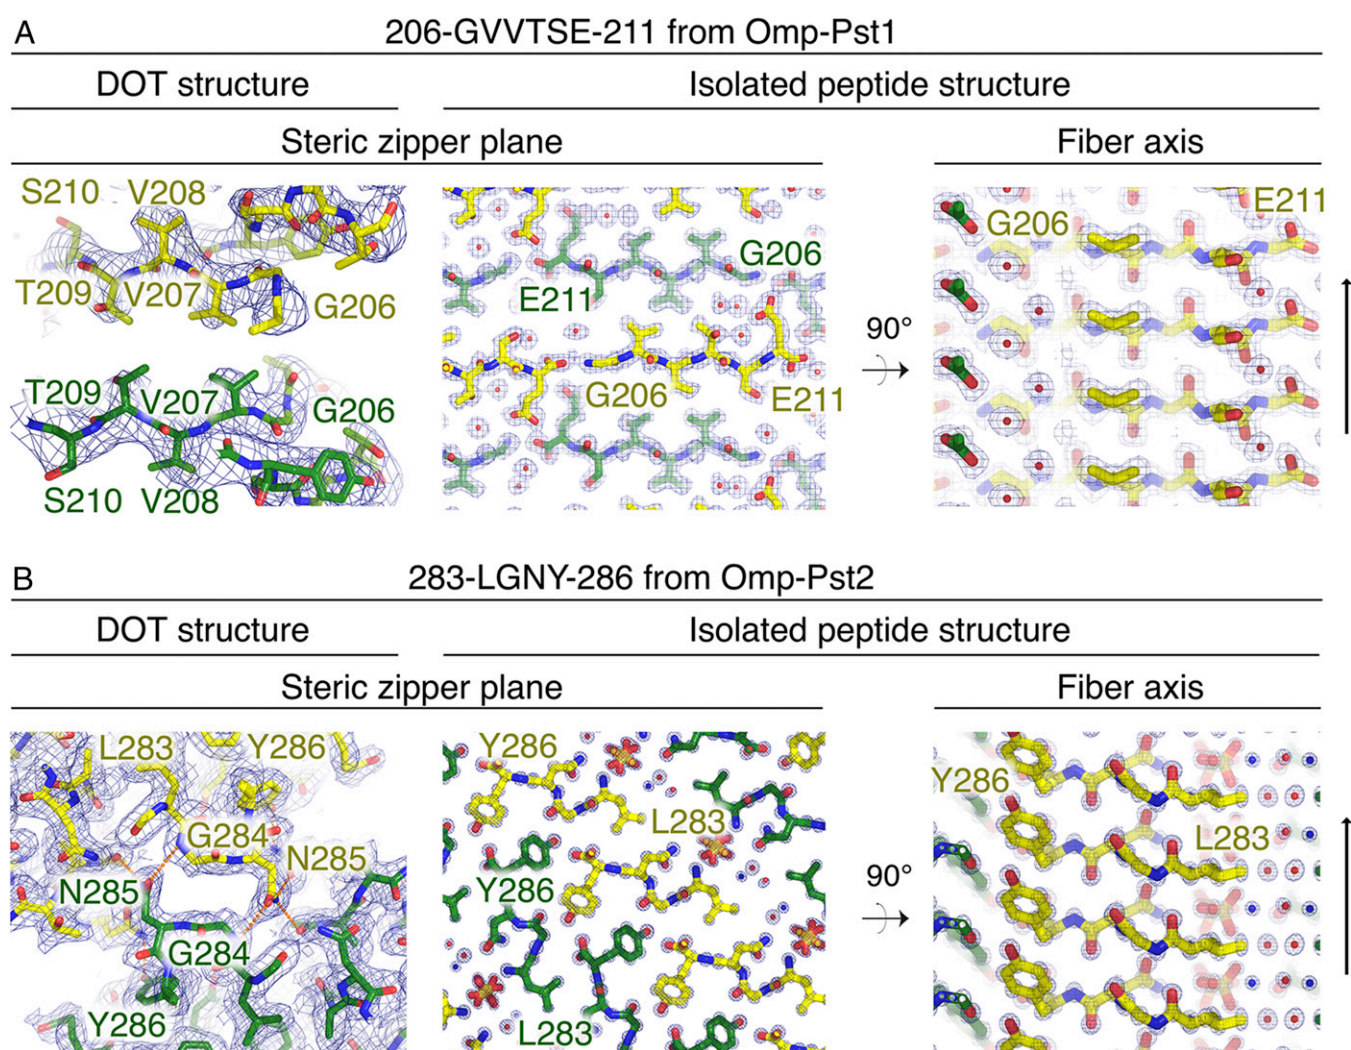 A
206-GVVTSE-211 from Omp-Pst1
DOT structure
Isolated peptide structure
Steric zipper plane
Fiber axis
S210 V208
T209 V207 G206
T209 V207 G206
S210 V208
G206
E211
G206 E211
90°
G206 E211
B
283-LGNY-286 from Omp-Pst2
DOT structure
Isolated peptide structure
Steric zipper plane
Fiber axis
L283 Y286
G284
N285
N285
G284
Y286
Y286
L283
Y286
L283
90°
Y286
L283